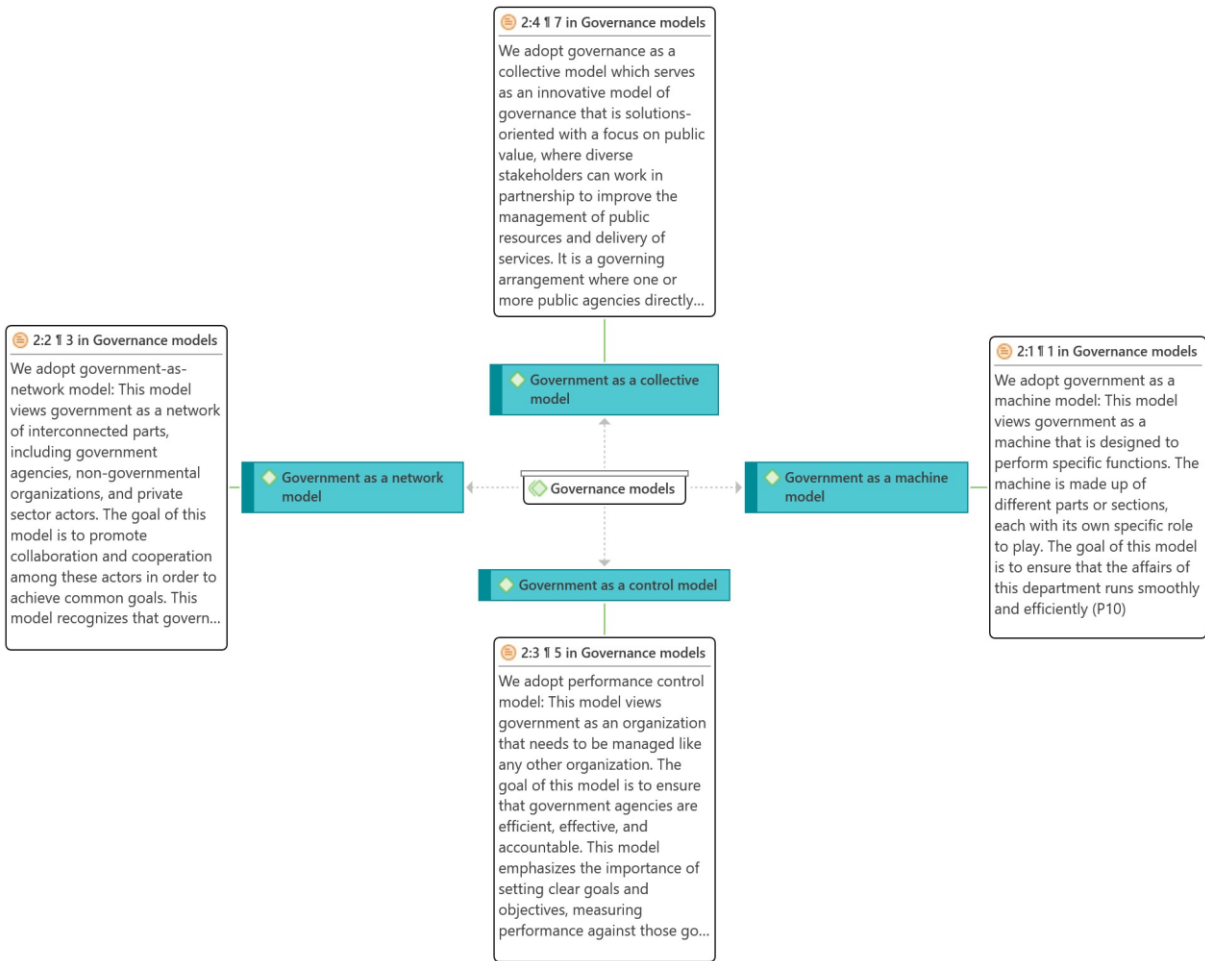 2:4 ¶ 7 in Governance models
We adopt governance as a
collective model which serves
as an innovative model of
governance that is solutions-
oriented with a focus on public
value, where diverse
stakeholders can work in
partnership to improve the
management of public
resources and delivery of
services. It is a governing
arrangement where one or
more public agencies directly...
2:2 ¶ 3 in Governance models
We adopt government-as-
network model: This model
views government as a network
of interconnected parts,
including government
agencies, non-governmental
organizations, and private
sector actors. The goal of this
model is to promote
collaboration and cooperation
among these actors in order to
achieve common goals. This
model recognizes that govern...
Government as a collective
model
Government as a network
model
Governance models
Government as a machine
model
Government as a control model
2:1 ¶ 1 in Governance models
We adopt government as a
machine model: This model
views government as a
machine that is designed to
perform specific functions. The
machine is made up of
different parts or sections,
each with its own specific role
to play. The goal of this model
is to ensure that the affairs of
this department runs smoothly
and efficiently (P10)
2:3 ¶ 5 in Governance models
We adopt performance control
model: This model views
government as an organization
that needs to be managed like
any other organization. The
goal of this model is to ensure
that government agencies are
efficient, effective, and
accountable. This model
emphasizes the importance of
setting clear goals and
objectives, measuring
performance against those go...